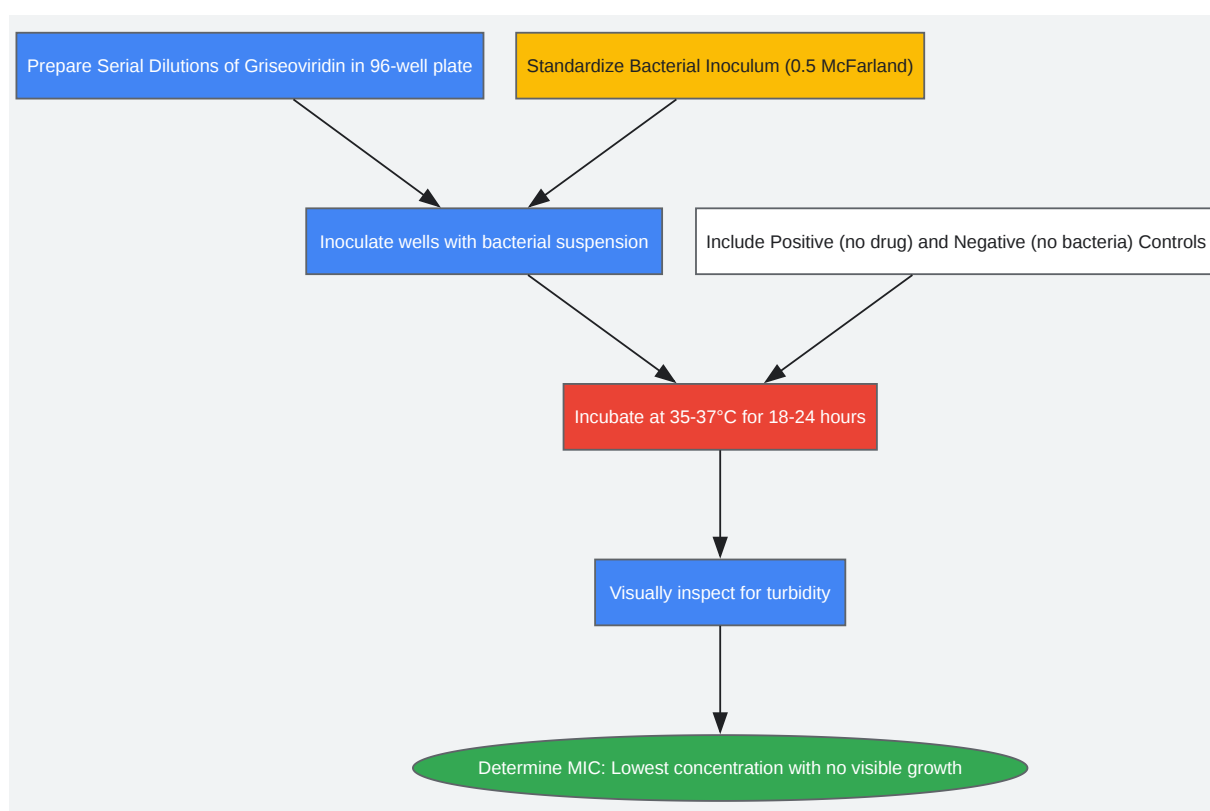 Prepare Serial Dilutions of Griseoviridin in 96-well plate
Standardize Bacterial Inoculum (0.5 McFarland)
Inoculate wells with bacterial suspension
Include Positive (no drug) and Negative (no bacteria) Controls
Incubate at 35-37°C for 18-24 hours
Visually inspect for turbidity
Determine MIC: Lowest concentration with no visible growth